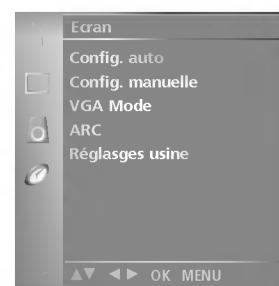 Ecran
Config. auto
Config. manuelle
VGA Mode
ARC
Réglasges usine
▲▼ ◄► OK MENU